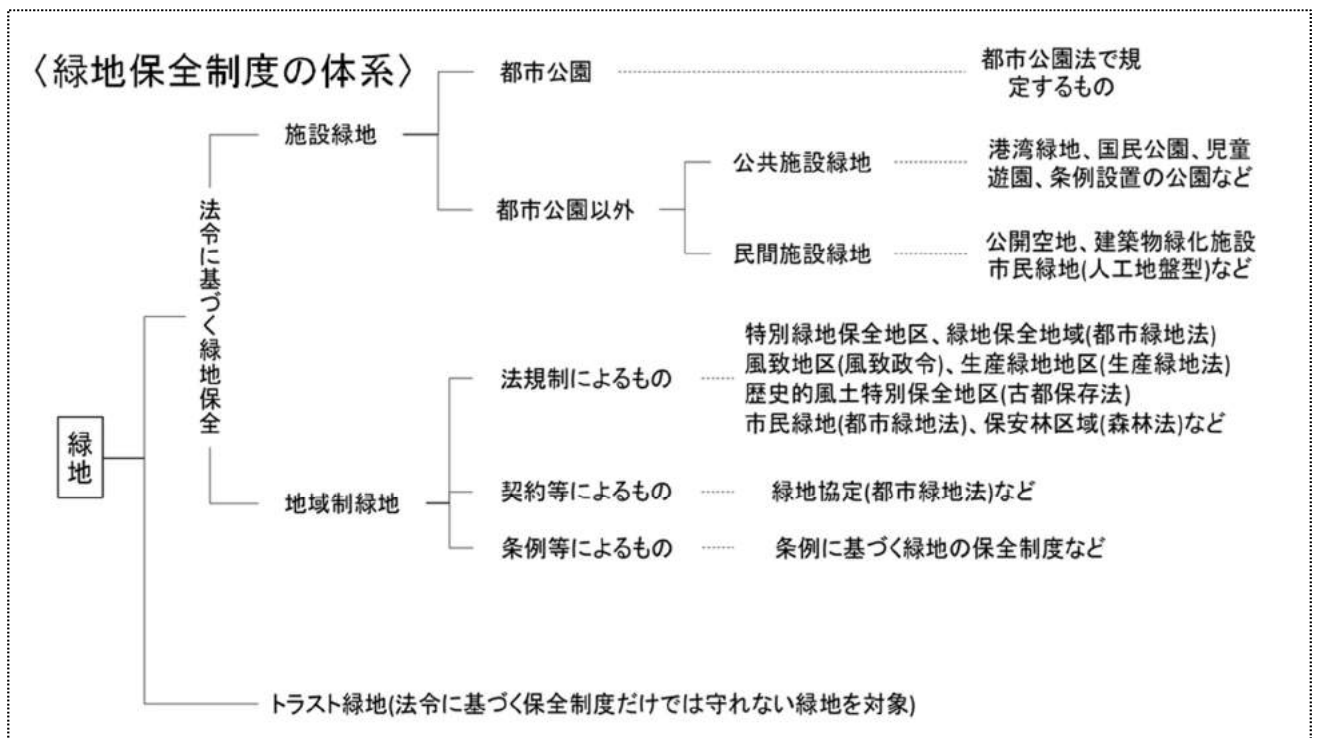 〈緑地保全制度の体系〉
都市公園
都市公園法で規
定するもの
施設緑地
公共施設緑地
港湾緑地、国民公園、児童
遊園、条例設置の公園など
都市公園以外
民間施設緑地
公開空地、建築物緑化施設
市民緑地(人工地盤型)など
法令に基づく緑地保全
特別緑地保全地区、緑地保全地域(都市緑地法)
風致地区(風致政令)、生産緑地地区(生産緑地法)
歴史的風土特別保全地区(古都保存法)
市民緑地(都市緑地法)、保安林区域(森林法)など
法規制によるもの
緑地
地域制緑地
契約等によるもの
緑地協定(都市緑地法)など
条例等によるもの
条例に基づく緑地の保全制度など
トラスト緑地(法令に基づく保全制度だけでは守れない緑地を対象)